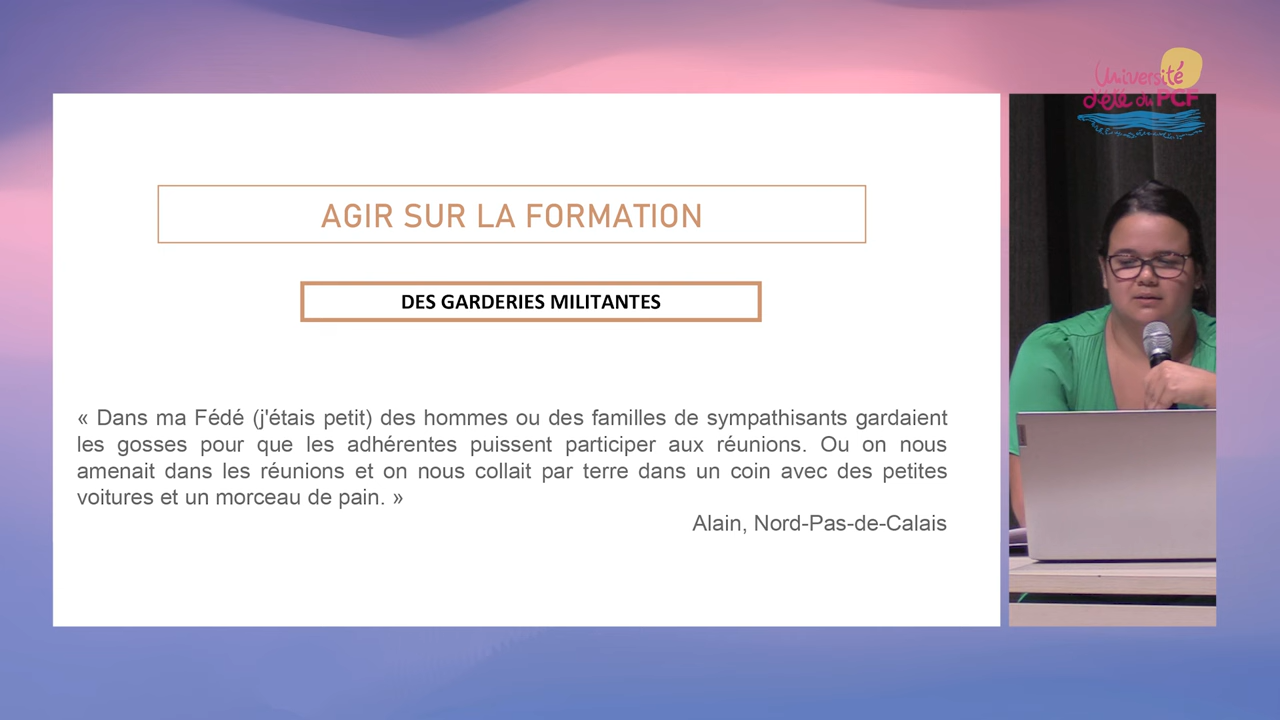 Université
d'été du PCF
AGIR SUR LA FORMATION
DES GARDERIES MILITANTES
« Dans ma Fédé (j'étais petit) des hommes ou des familles de sympathisants gardaient
les gosses pour que les adhérentes puissent participer aux réunions. Ou on nous
amenait dans les réunions et on nous collait par terre dans un coin avec des petites
voitures et un morceau de pain. »
Alain, Nord-Pas-de-Calais